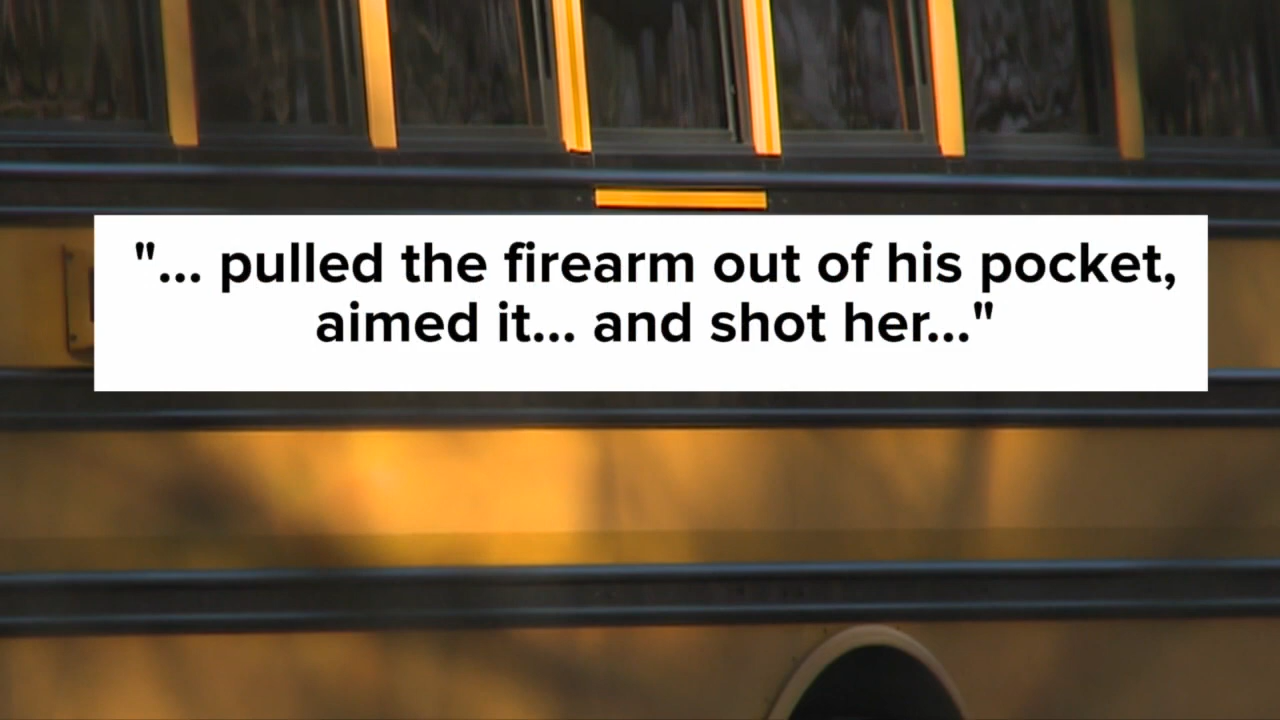 "... pulled the firearm out of his pocket,
aimed it... and shot her..."